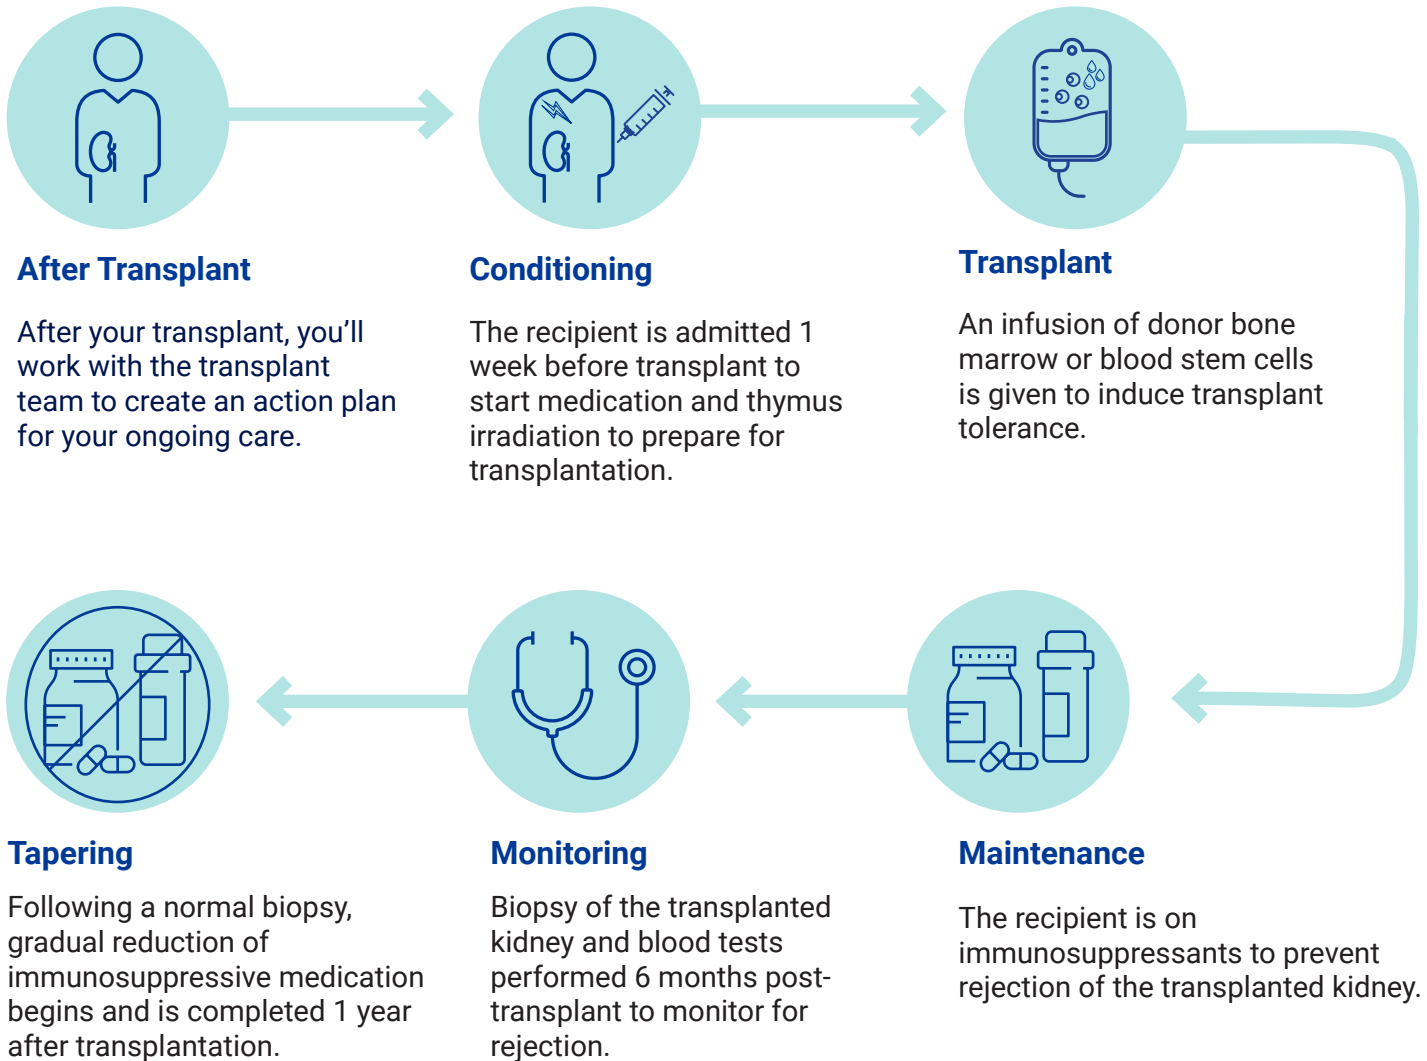 After Transplant
After your transplant, you’ll
work with the transplant
team to create an action plan
for your ongoing care.
Conditioning
The recipient is admitted 1
week before transplant to
start medication and thymus
irradiation to prepare for
transplantation.
Transplant
An infusion of donor bone
marrow or blood stem cells
is given to induce transplant
tolerance.
Maintenance
The recipient is on
immunosuppressants to prevent
rejection of the transplanted kidney.
Monitoring
Biopsy of the transplanted
kidney and blood tests
performed 6 months post-
transplant to monitor for
rejection.
Tapering
Following a normal biopsy,
gradual reduction of
immunosuppressive medication
begins and is completed 1 year
after transplantation.